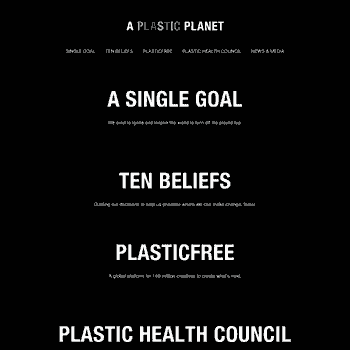 A PLASTIC PLANET
SINGLE GOAL TEN BELIEFS PLASTICFREE PLASTIC HEALTH COUNCIL NEWS & MEDIA
A SINGLE GOAL
We exist to ignite and inspire the world to turn off the plastic tap.
TEN BELIEFS
Guiding our decisions to help us prioritise where we can make change, faster.
PLASTICFREE
A global platform for 160 million creatives to create what's next.
PLASTIC HEALTH COUNCIL